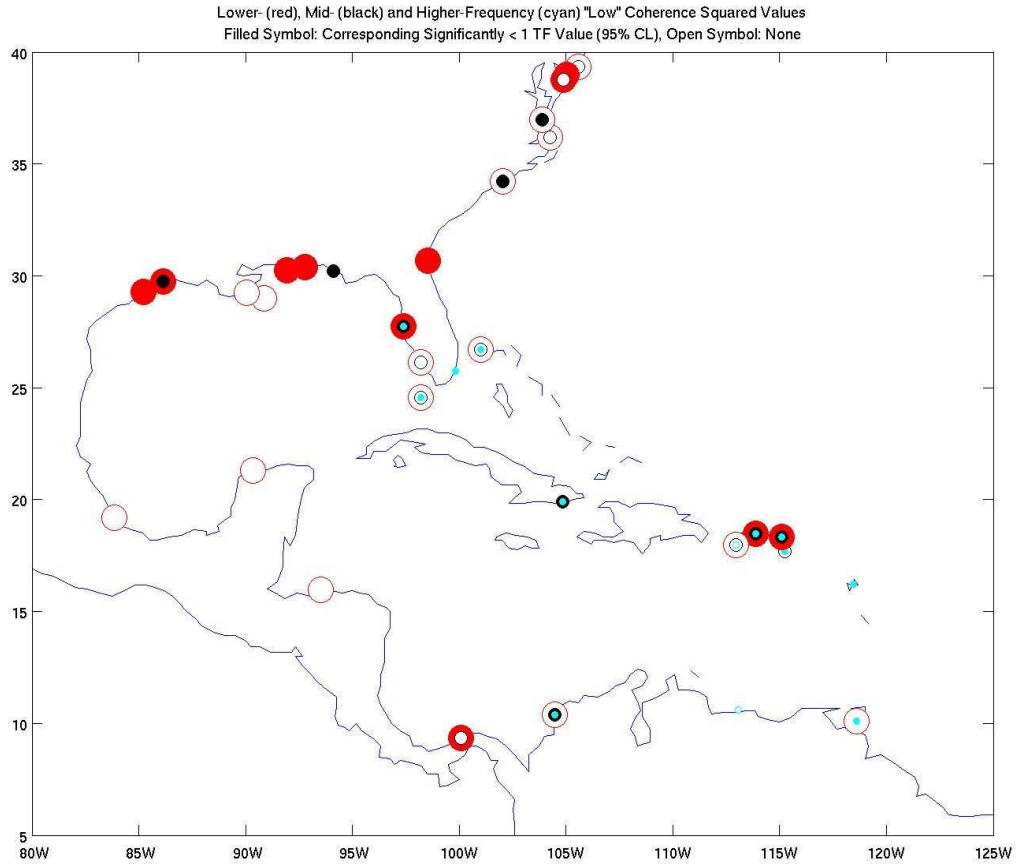 Lower- (red), Mid- (black) and Higher-Frequency (cyan) "Low" Coherence Squared Values
Filled Symbol: Corresponding Significantly < 1 TF Value (95% CL), Open Symbol: None
40
35
30
25
20
15
10
5
80W 85W 90W 95W 100W 105W 110W 115W 120W 125W